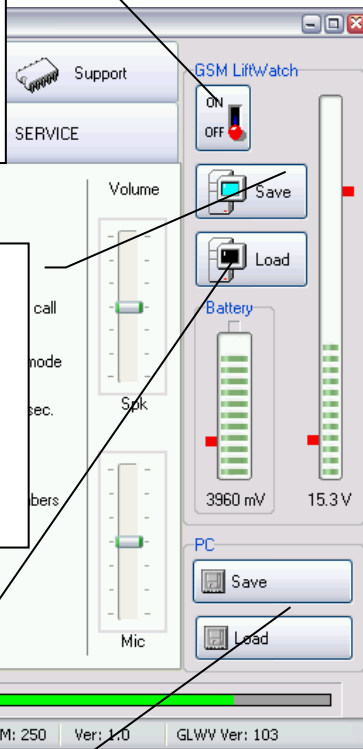 GSM LiftWatch
Support
ON
OFF
SERVICE
Save
Volume
Load
call
Battery
mode
sec.
Spk
bers
3960 mV
15.3 V
PC
Save
Load
Mic
M: 250
Ver: 1.0
GLWV Ver: 103